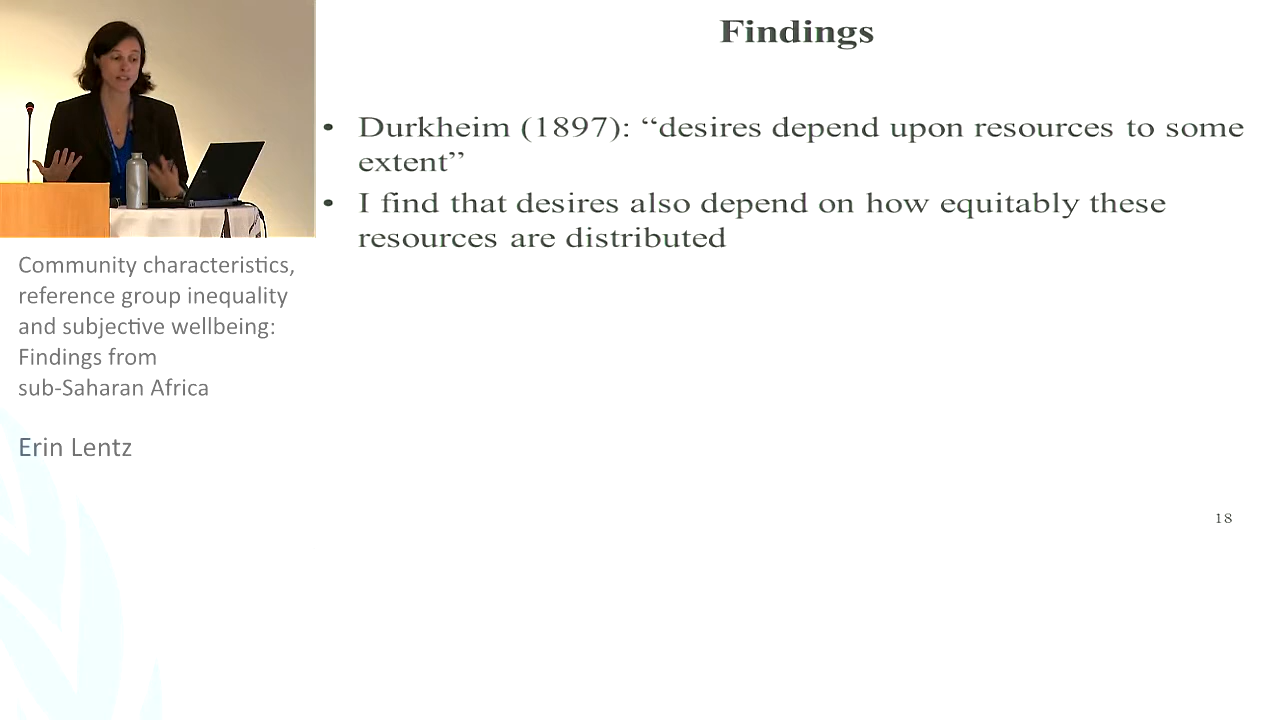 Findings
• Durkheim (1897): “desires depend upon resources to some
extent”
• I find that desires also depend on how equitably these
resources are distributed
Community characteristics,
reference group inequality
and subjective wellbeing:
Findings from
sub-Saharan Africa
Erin Lentz
18